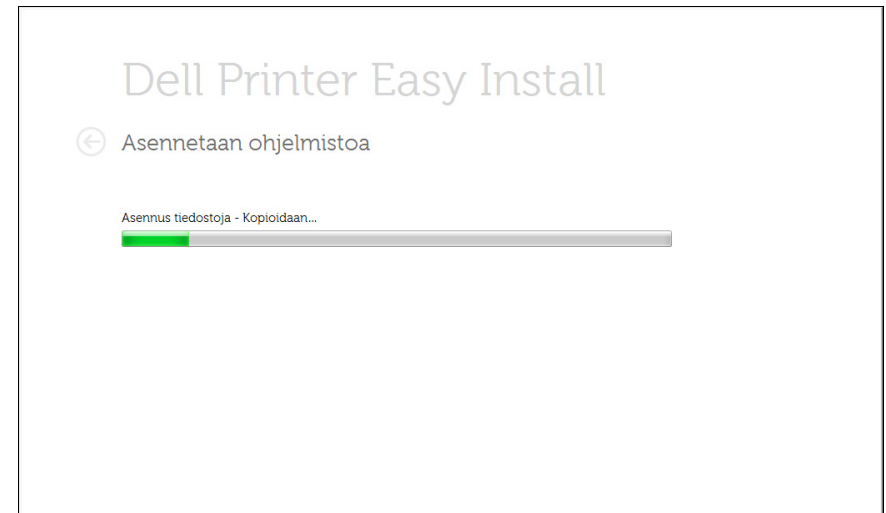 Dell Printer Easy Install
Asennetaan ohjelmistoa
Asennus tiedostoja - Kopioidaan...